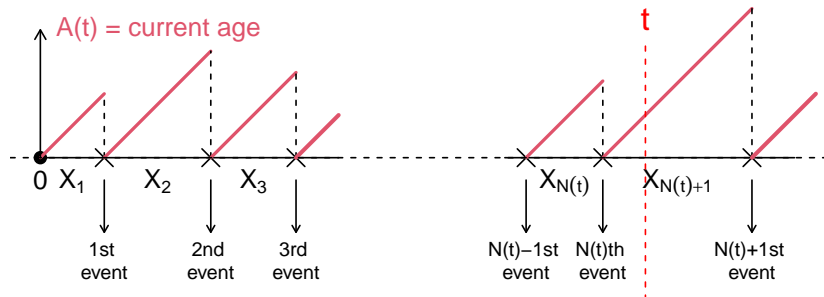 A(t) = current age
t
0 X1 X2 X3 XN(t) XN(t)+1
1st
event
2nd
event
3rd
event
N(t)−1st
event
N(t)th
event
N(t)+1st
event